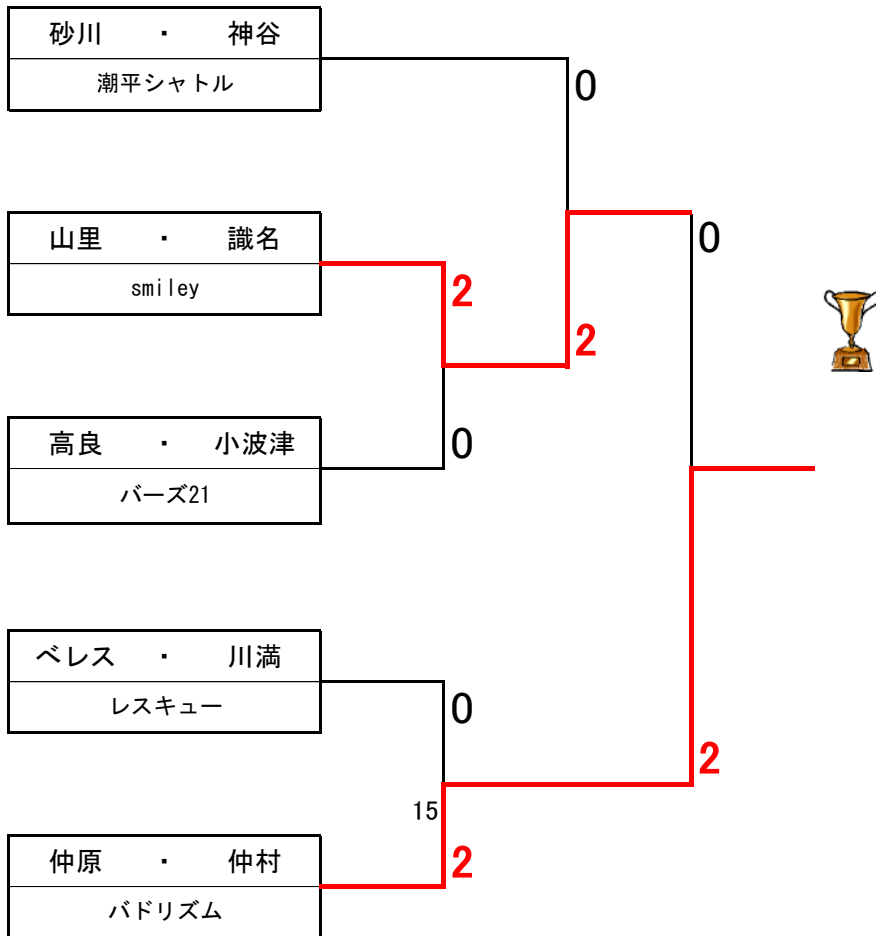 砂川 ・ 神谷
潮平シャトル
0
山里 ・ 識名
smiley
0
2
2
高良 ・ 小波津
0
バーズ21
ベレス ・ 川満
レスキュー
0
2
15
仲原 ・ 仲村
2
バドリズム